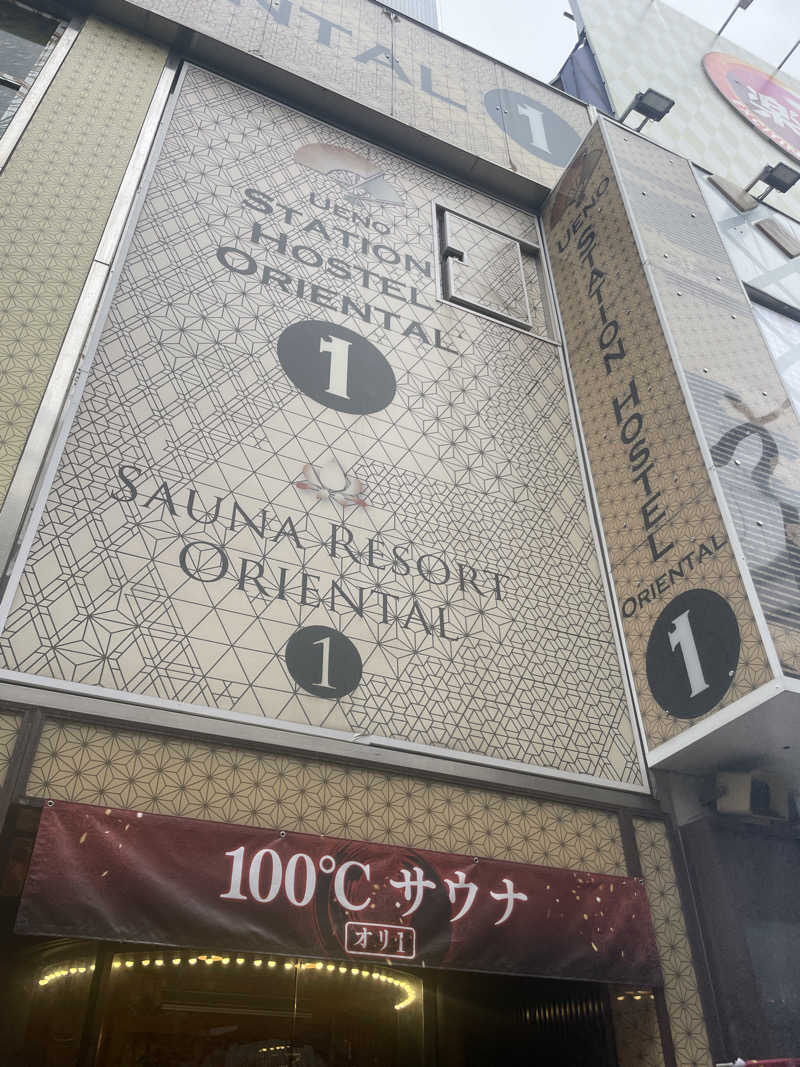 ORIENTAL 1
UENO
STATION
HOSTEL
ORIENTAL
1
SAUNA RESORT
ORIENTAL
1
UENO
STATION HOSTEL
ORIENTAL
1
100℃ サウナ
オリ1